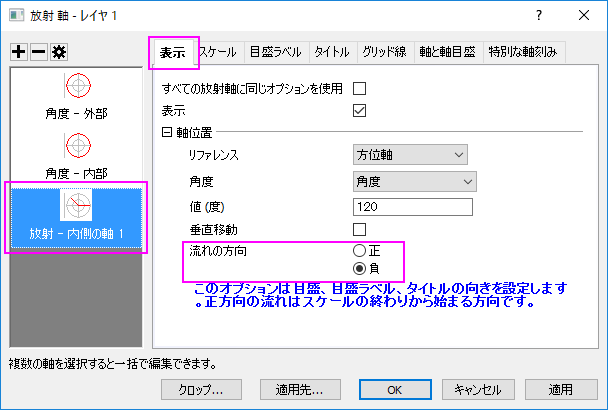 放射 軸 - レイヤ 1
?
表示 スケール 目盛ラベル タイトル グリッド線 軸と軸目盛 特別な軸刻み
角度 - 外部
角度 - 内部
放射 - 内側の軸 1
すべての放射軸に同じオプションを使用
表示
軸位置
リファレンス 方位軸
角度 角度
値 (度) 120
垂直移動
流れの方向 正
負
このオプションは目盛、目盛ラベル、タイトルの向きを設定します
。正方向の流れはスケールの終わりから始まる方向です。
複数の軸を選択すると一括で編集できます。
クロップ... 適用先... OK キャンセル 適用